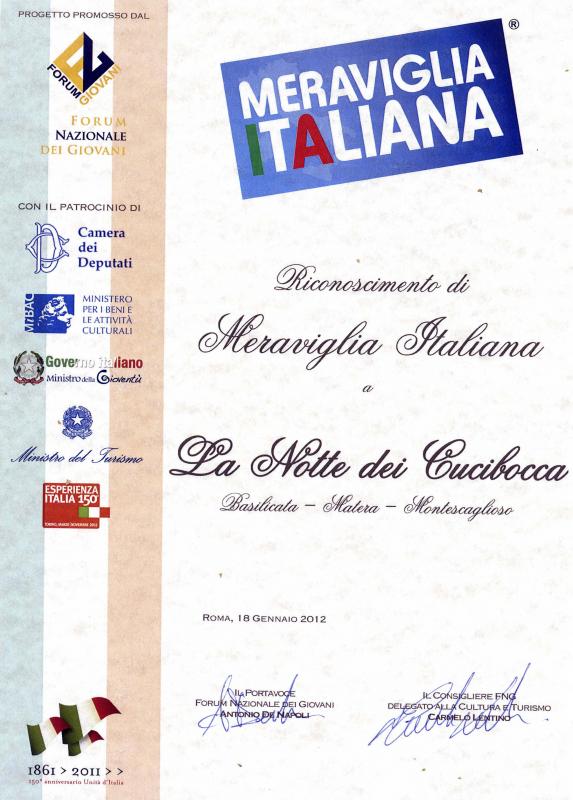 PROGETTO PROMOSSO DAL
FORUM
GIOVANI
FORUM
NAZIONALE
DEI GIOVANI
CON IL PATROCINIO DI
Camera
dei
Deputati
MiBAC
MINISTERO
PER I BENI E
LE ATTIVITÀ
CULTURALI
Governo Italiano
Ministro della Gioventù
Ministro del Turismo
ESPERIENZA
ITALIA 150°
1861 > 2011 > >
150° anniversario Unità d'Italia
MERAVIGLIA
ITALIANA
®
Riconoscimento di
Meraviglia Italiana
a
La Notte dei Cucibocca
Basilicata – Matera – Montescaglioso
ROMA, 18 GENNAIO 2012
IL PORTAVOCE
FORUM NAZIONALE DEI GIOVANI
ANTONIO DE NAPOLI
IL CONSIGLIERE FNG
DELEGATO ALLA CULTURA E TURISMO
CARMELO LENTINO